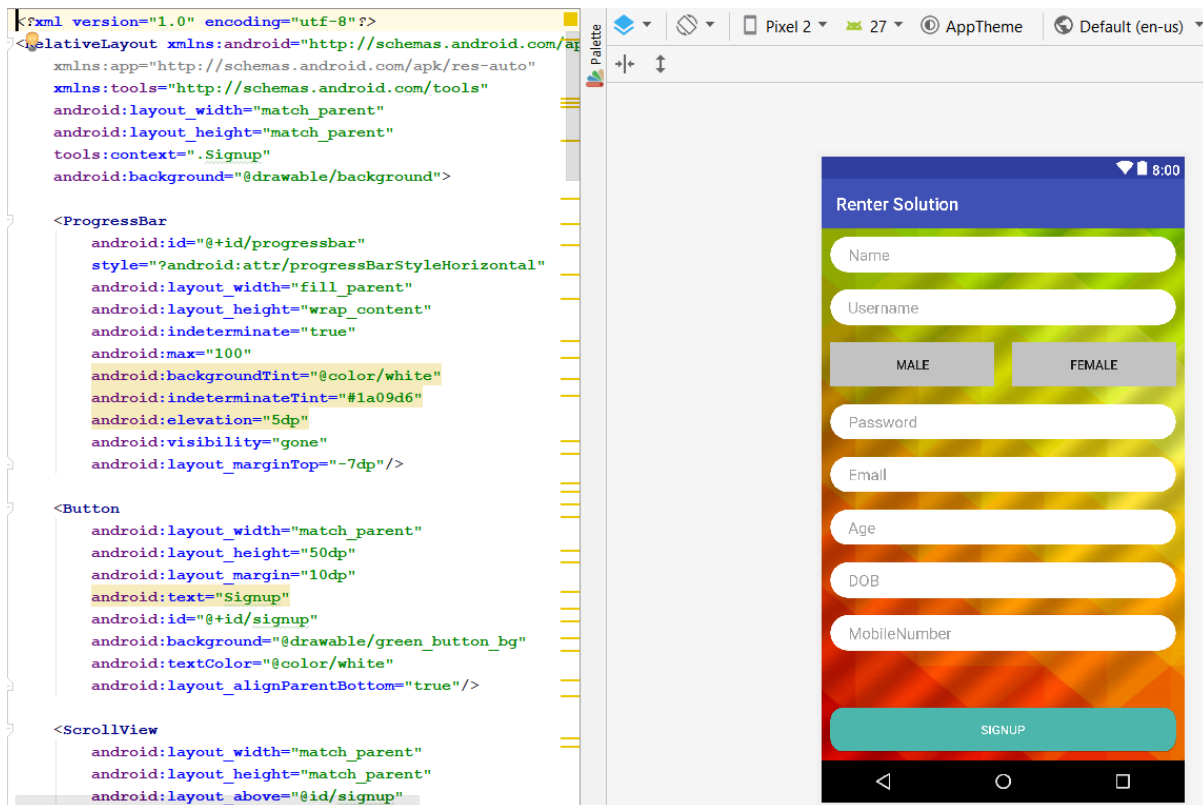 <?xml version="1.0" encoding="utf-8"?>
<RelativeLayout xmlns:android="http://schemas.android.com/ap
xmlns:app="http://schemas.android.com/apk/res-auto"
xmlns:tools="http://schemas.android.com/tools"
android:layout_width="match_parent"
android:layout_height="match_parent"
tools:context=".Signup"
android:background="@drawable/background">
<ProgressBar
android:id="@+id/progressbar"
style="?android:attr/progressBarStyleHorizontal"
android:layout_width="fill_parent"
android:layout_height="wrap_content"
android:indeterminate="true"
android:max="100"
android:backgroundTint="@color/white"
android:indeterminateTint="#1a09d6"
android:elevation="5dp"
android:visibility="gone"
android:layout_marginTop="-7dp"/>
<Button
android:layout_width="match_parent"
android:layout_height="50dp"
android:layout_margin="10dp"
android:text="Signup"
android:id="@+id/signup"
android:background="@drawable/green_button_bg"
android:textColor="@color/white"
android:layout_alignParentBottom="true"/>
<ScrollView
android:layout_width="match_parent"
android:layout_height="match_parent"
android:layout_above="@id/signup"
Palette
Pixel 2 27 AppTheme Default (en-us)
8:00
Renter Solution
Name
Username
MALE FEMALE
Password
Email
Age
DOB
MobileNumber
SIGNUP